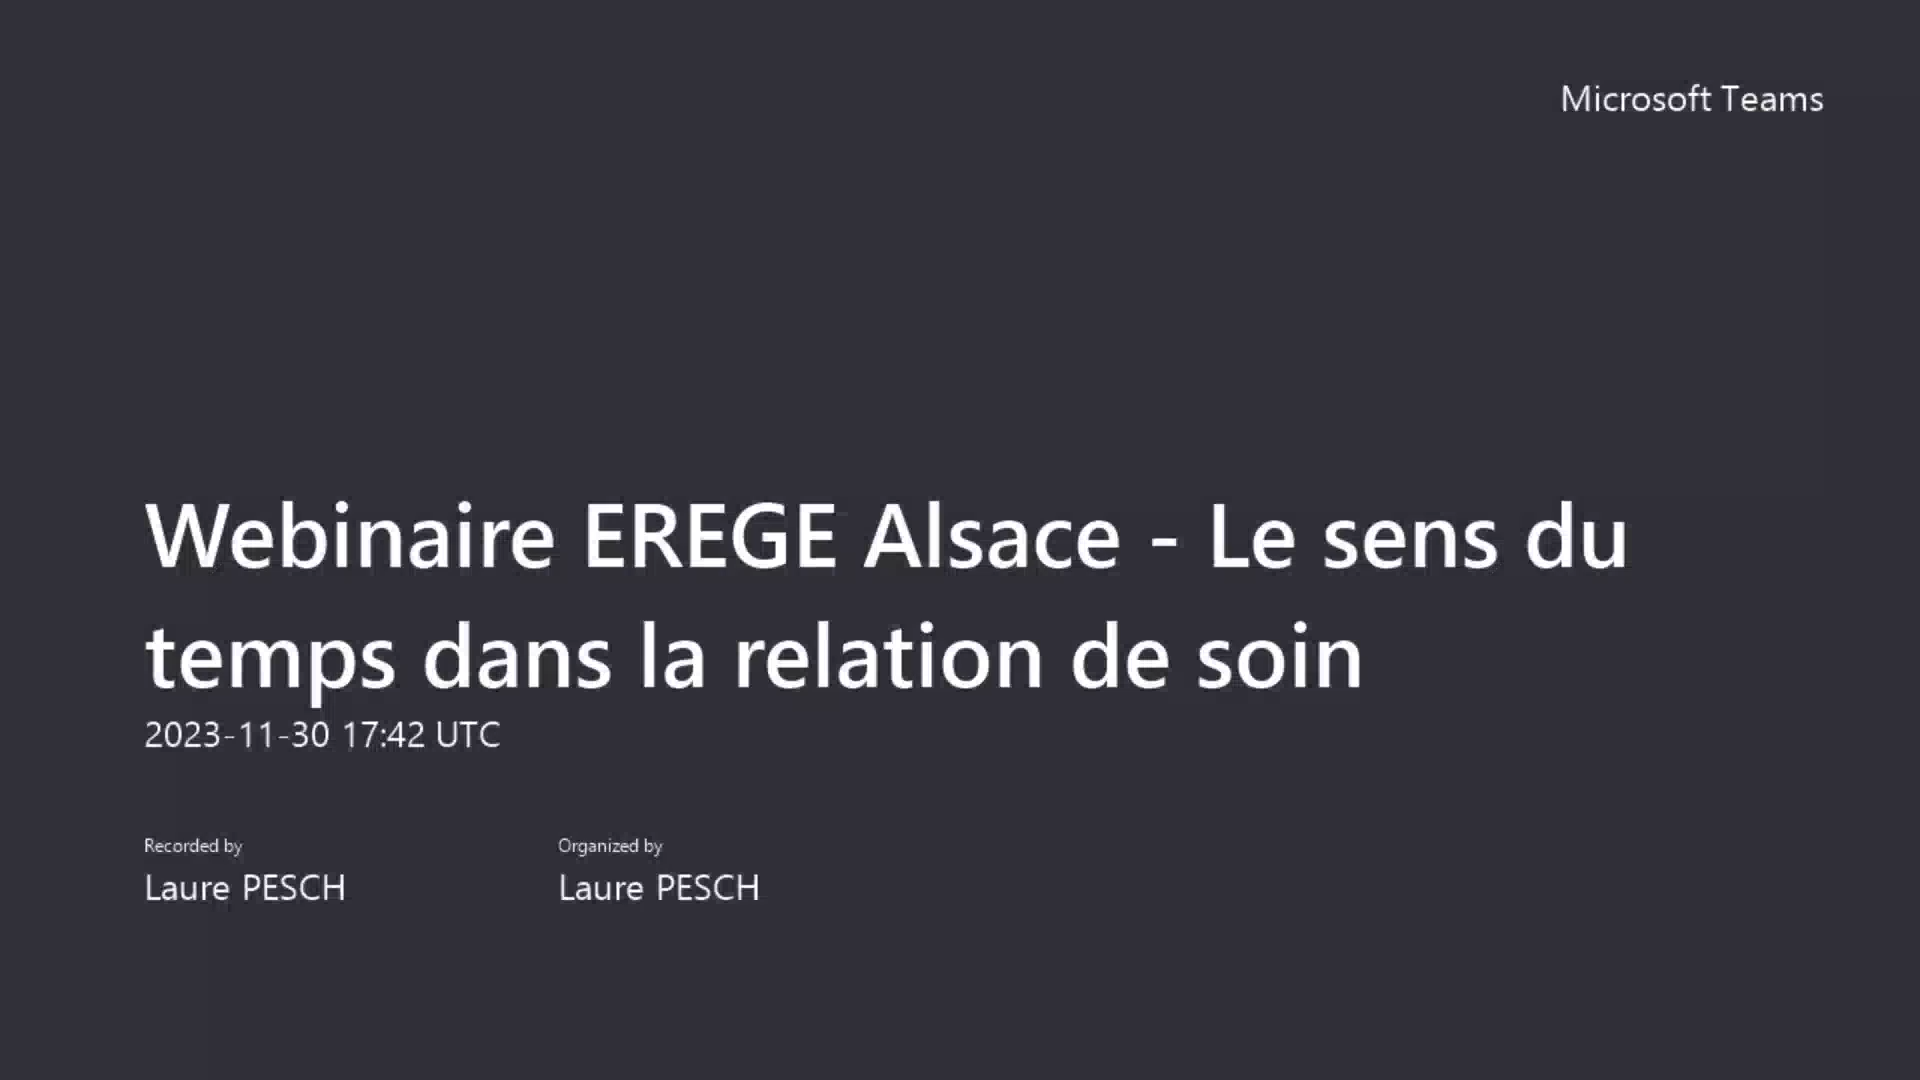 Microsoft Teams
Webinaire EREGE Alsace - Le sens du
temps dans la relation de soin
2023-11-30 17:42 UTC
Recorded by
Laure PESCH
Organized by
Laure PESCH